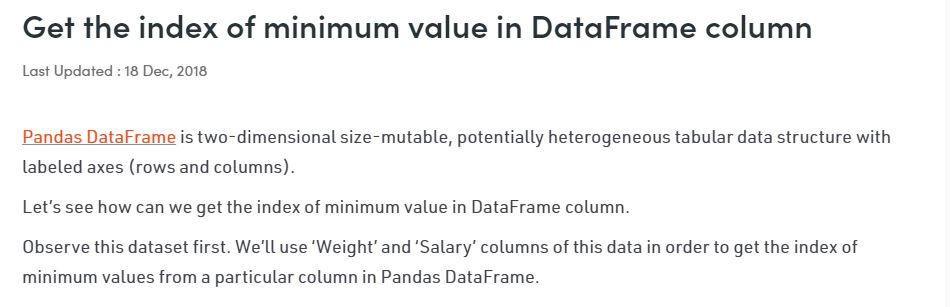 Get the index of minimum value in DataFrame column
Last Updated : 18 Dec, 2018
Pandas DataFrame is two-dimensional size-mutable, potentially heterogeneous tabular data structure with
labeled axes (rows and columns).
Let’s see how can we get the index of minimum value in DataFrame column.
Observe this dataset first. We’ll use ‘Weight’ and ‘Salary’ columns of this data in order to get the index of
minimum values from a particular column in Pandas DataFrame.